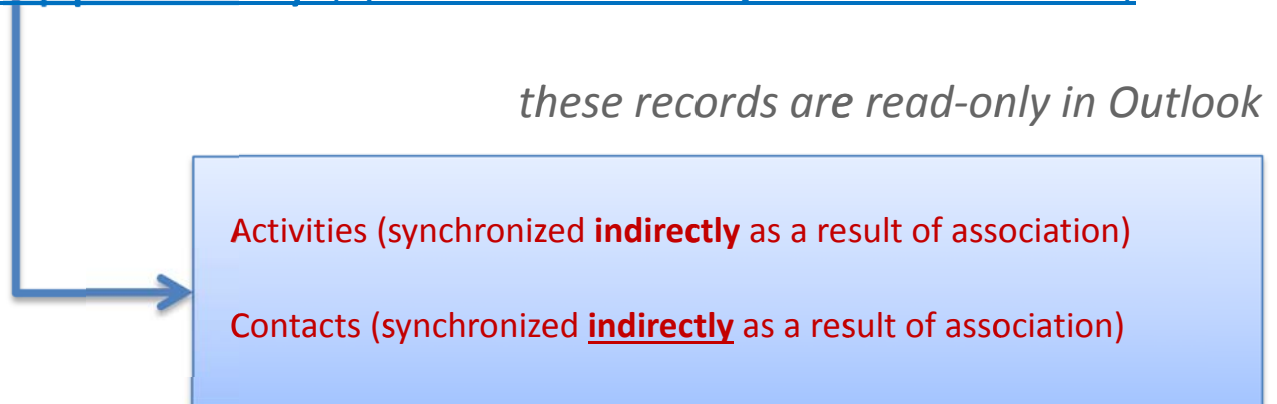 these records are read-only in Outlook
Activities (synchronized indirectly as a result of association)
Contacts (synchronized indirectly as a result of association)